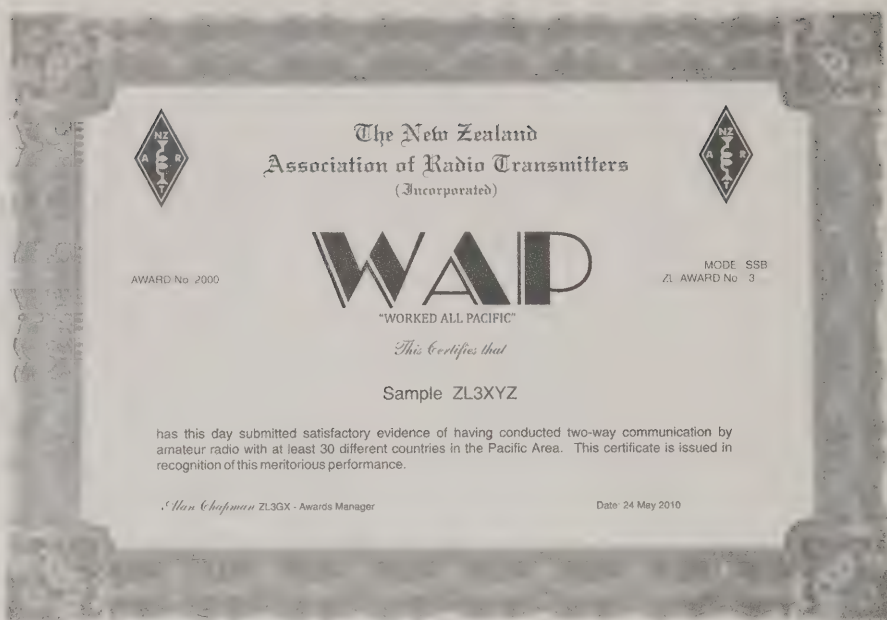 NZ
A R
T
The New Zealand
Association of Radio Transmitters
(Incorporated)
NZ
A R
T
WAP
AWARD No 2000
MODE SSB
ZL AWARD No 3
"WORKED ALL PACIFIC"
This Certifies that
Sample ZL3XYZ
has this day submitted satisfactory evidence of having conducted two-way communication by
amateur radio with at least 30 different countries in the Pacific Area. This certificate is issued in
recognition of this meritorious performance.
Allan Chapman ZL3GX - Awards Manager
Date: 24 May 2010